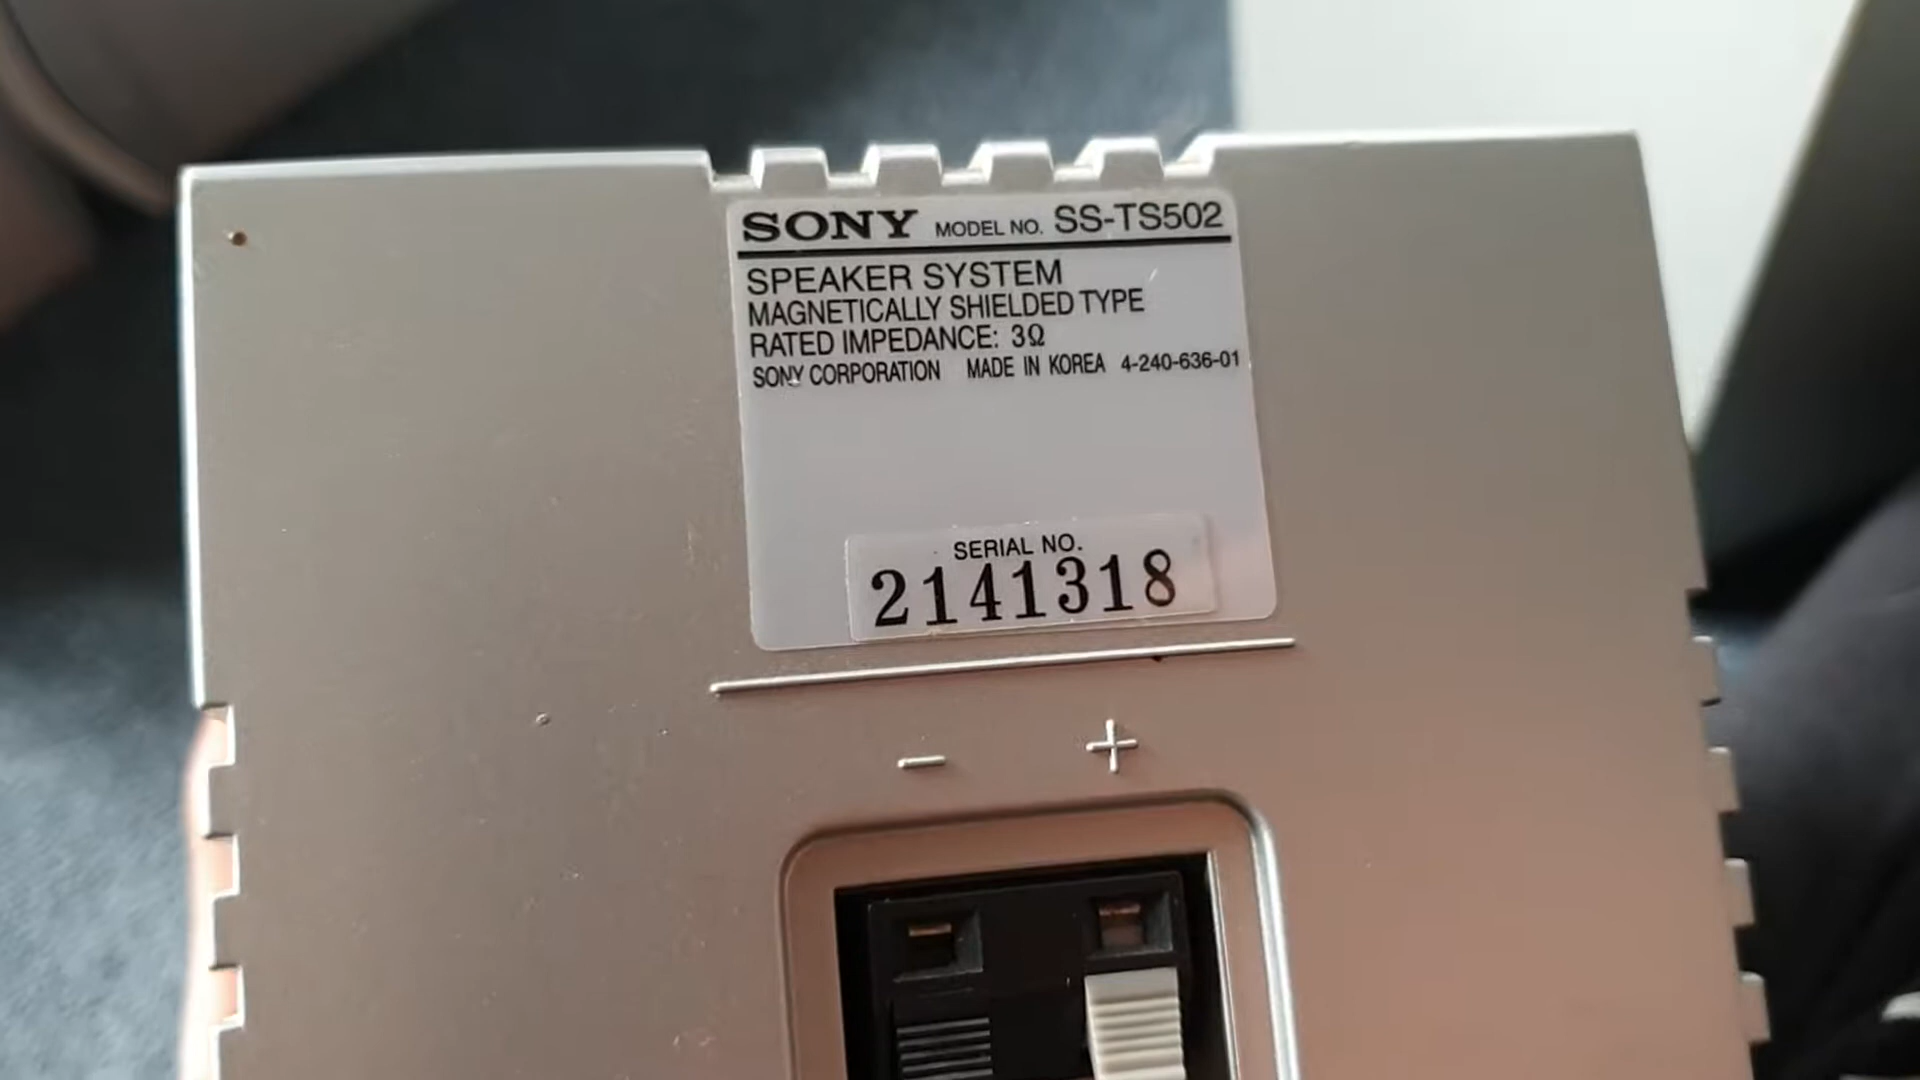 SONY MODEL NO. SS-TS502
SPEAKER SYSTEM
MAGNETICALLY SHIELDED TYPE
RATED IMPEDANCE: 3Ω
SONY CORPORATION MADE IN KOREA 4-240-636-01
SERIAL NO.
2141318
− +